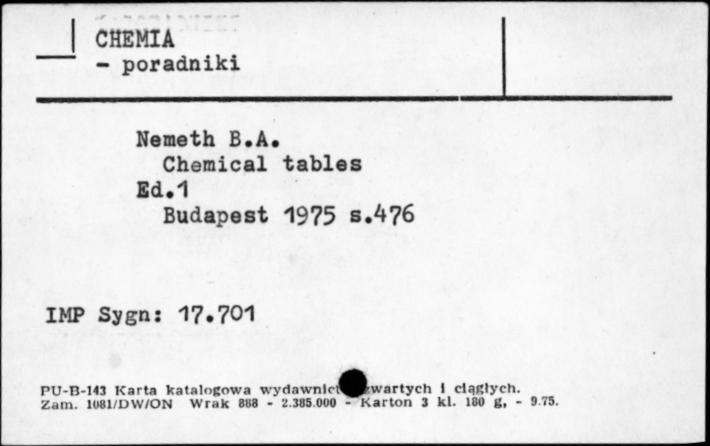 CHEMIA
- poradniki
Nemeth B.A.
Chemical tables
Ed.1
Budapest 1975 s.476
IMP Sygn: 17.701
PU-B-143 Karta katalogowa wydawnict zwartych i ciągłych.
Zam. 1081/DW/ON Wrak 888 - 2.385.000 - Karton 3 kl. 180 g, - 9.75.